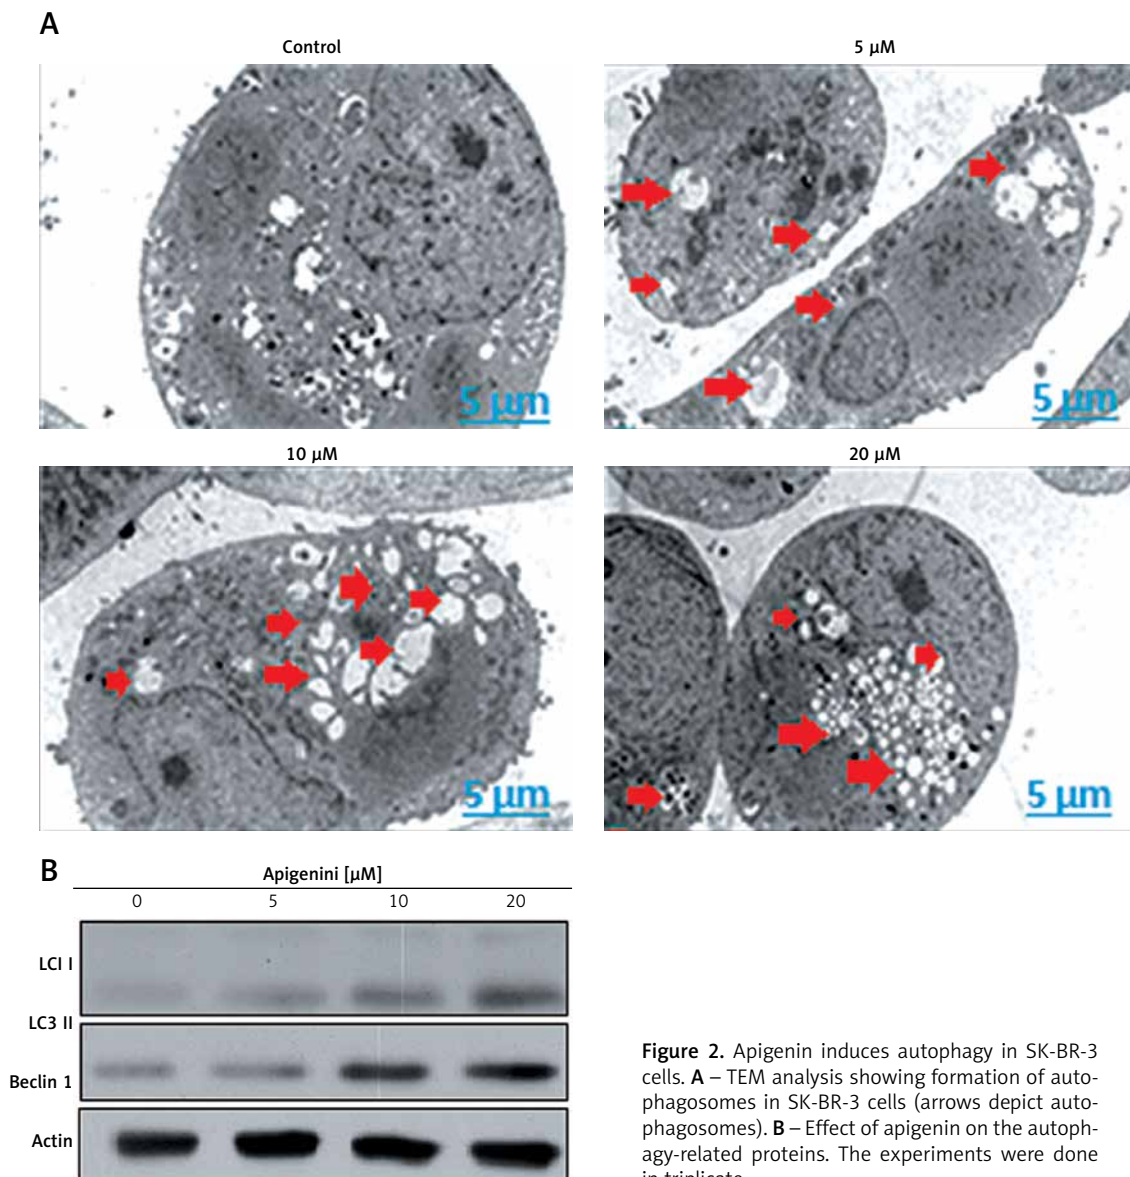 A
Control
5 µM
5 µm
5 µm
10 µM
20 µM
5 µm
5 µm
B
Apigenini [µM]
0 5 10 20
LCI I
LC3 II
Beclin 1
Actin
Figure 2. Apigenin induces autophagy in SK-BR-3
cells. A – TEM analysis showing formation of auto-
phagosomes in SK-BR-3 cells (arrows depict auto-
phagosomes). B – Effect of apigenin on the autoph-
agy-related proteins. The experiments were done
in triplicate